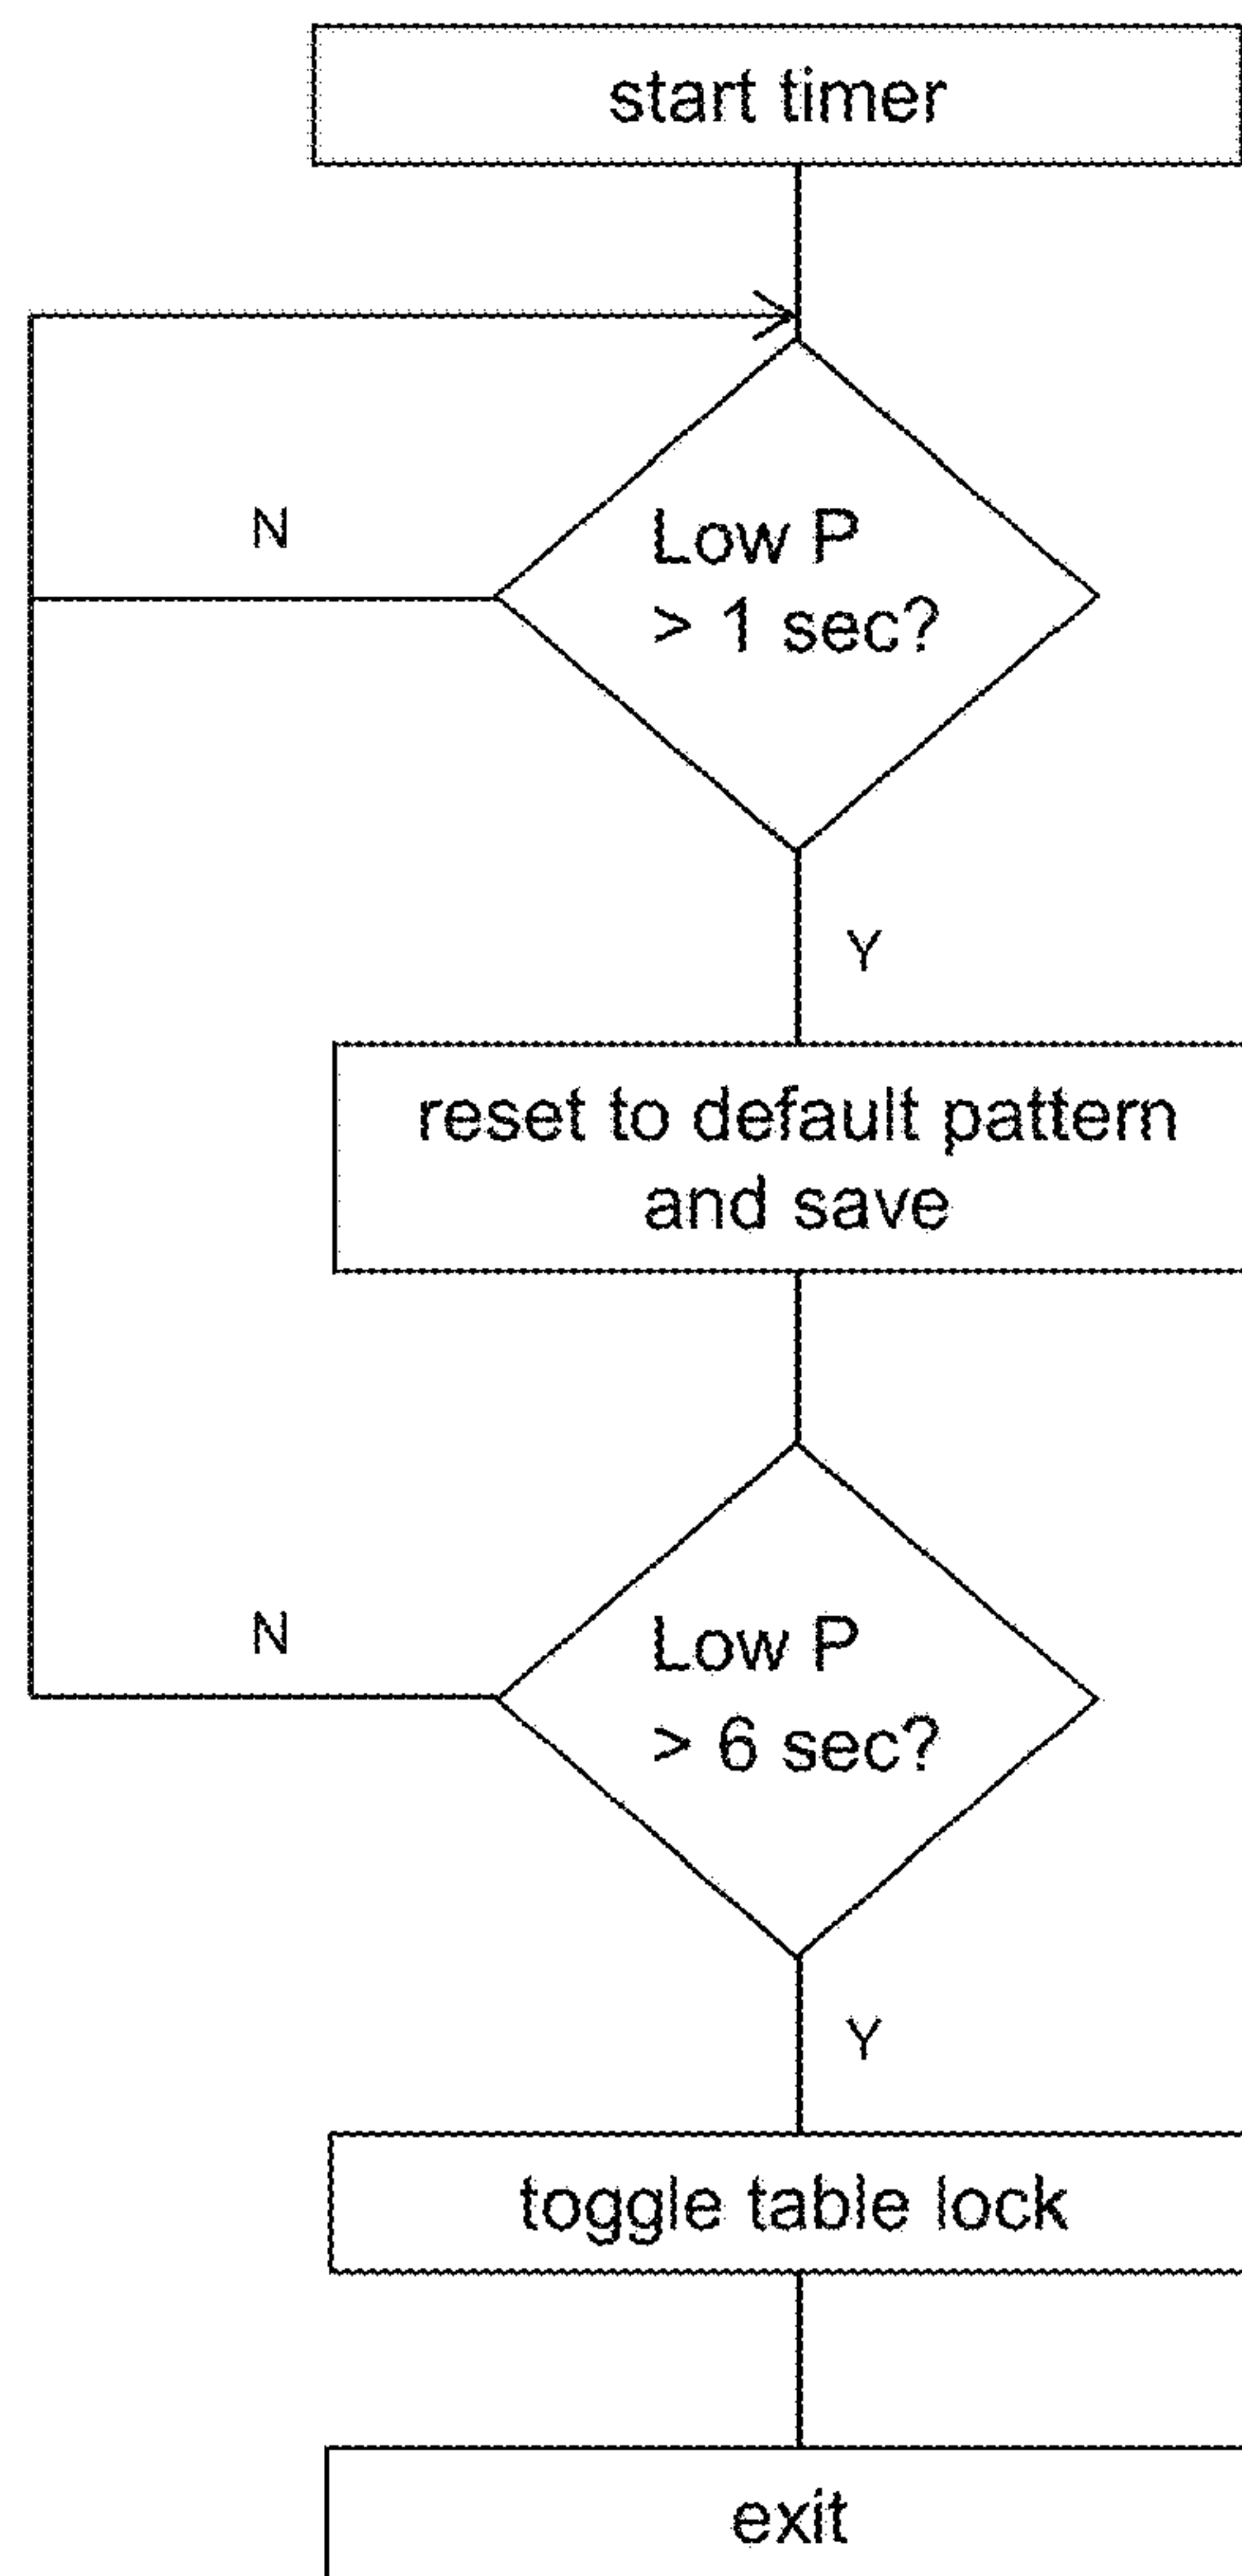 start timer
N
Low P
> 1 sec?
Y
reset to default pattern
and save
N
Low P
> 6 sec?
Y
toggle table lock
exit